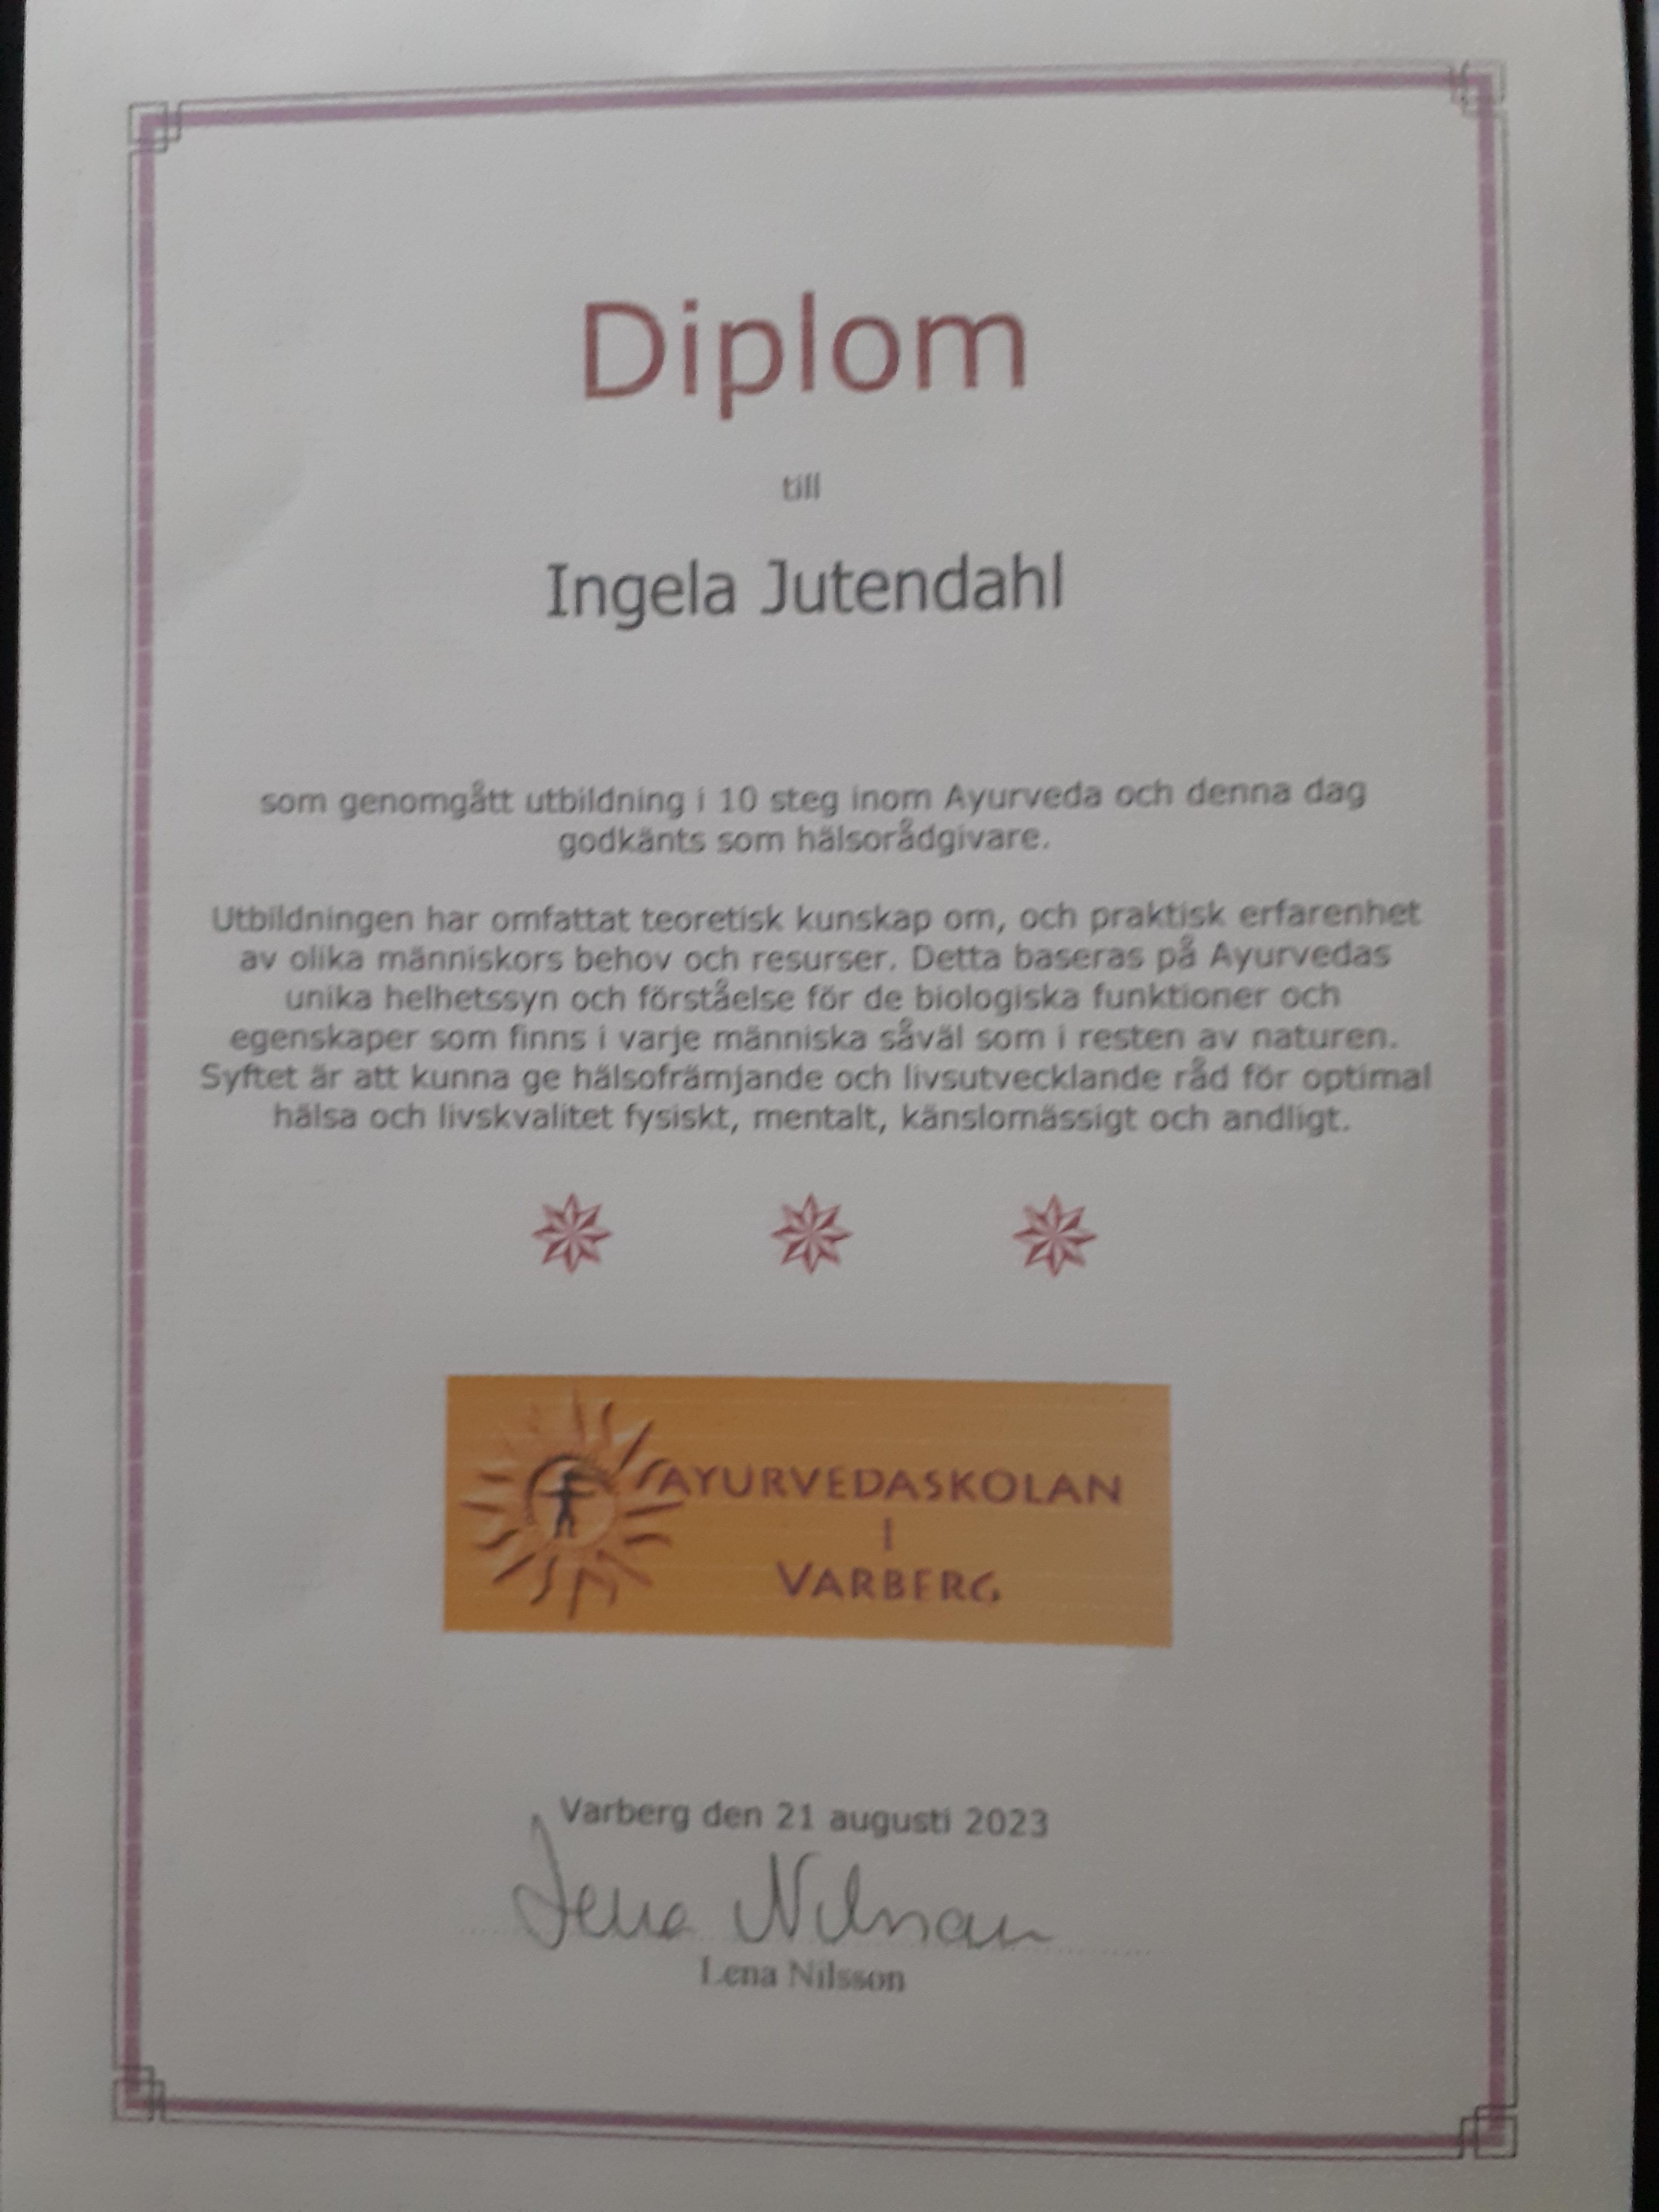 Diplom
till
Ingela Jutendahl
som genomgått utbildning i 10 steg inom Ayurveda och denna dag
godkänts som hälsorådgivare.
Utbildningen har omfattat teoretisk kunskap om, och praktisk erfarenhet
av olika människors behov och resurser. Detta baseras på Ayurvedas
unika helhetssyn och förståelse för de biologiska funktioner och
egenskaper som finns i varje människa såväl som i resten av naturen.
Syftet är att kunna ge hälsofrämjande och livsutvecklande råd för optimal
hälsa och livskvalitet fysiskt, mentalt, känslomässigt och andligt.
AYURVEDASKOLAN
I
VARBERG
Varberg den 21 augusti 2023
Lena Nilsson
Lena Nilsson